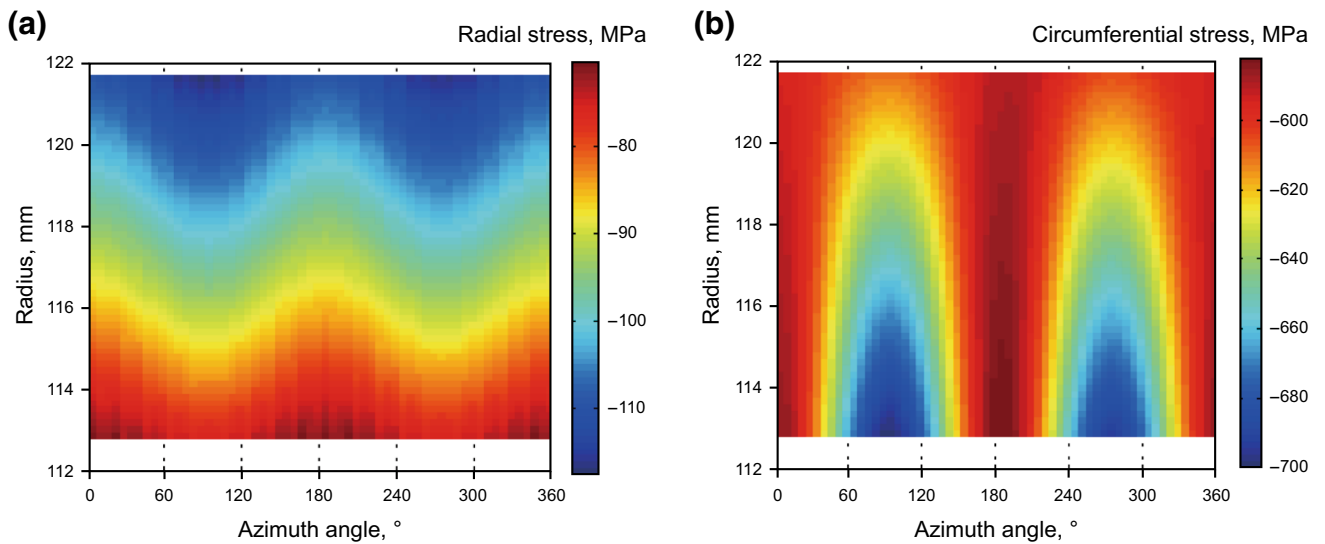 (a)
Radial stress, MPa
122
120
118
116
114
112
Radius, mm
0 60 120 180 240 300 360
Azimuth angle, °
−80
−90
−100
−110
(b)
Circumferential stress, MPa
122
120
118
116
114
112
Radius, mm
0 60 120 180 240 300 360
Azimuth angle, °
−600
−620
−640
−660
−680
−700